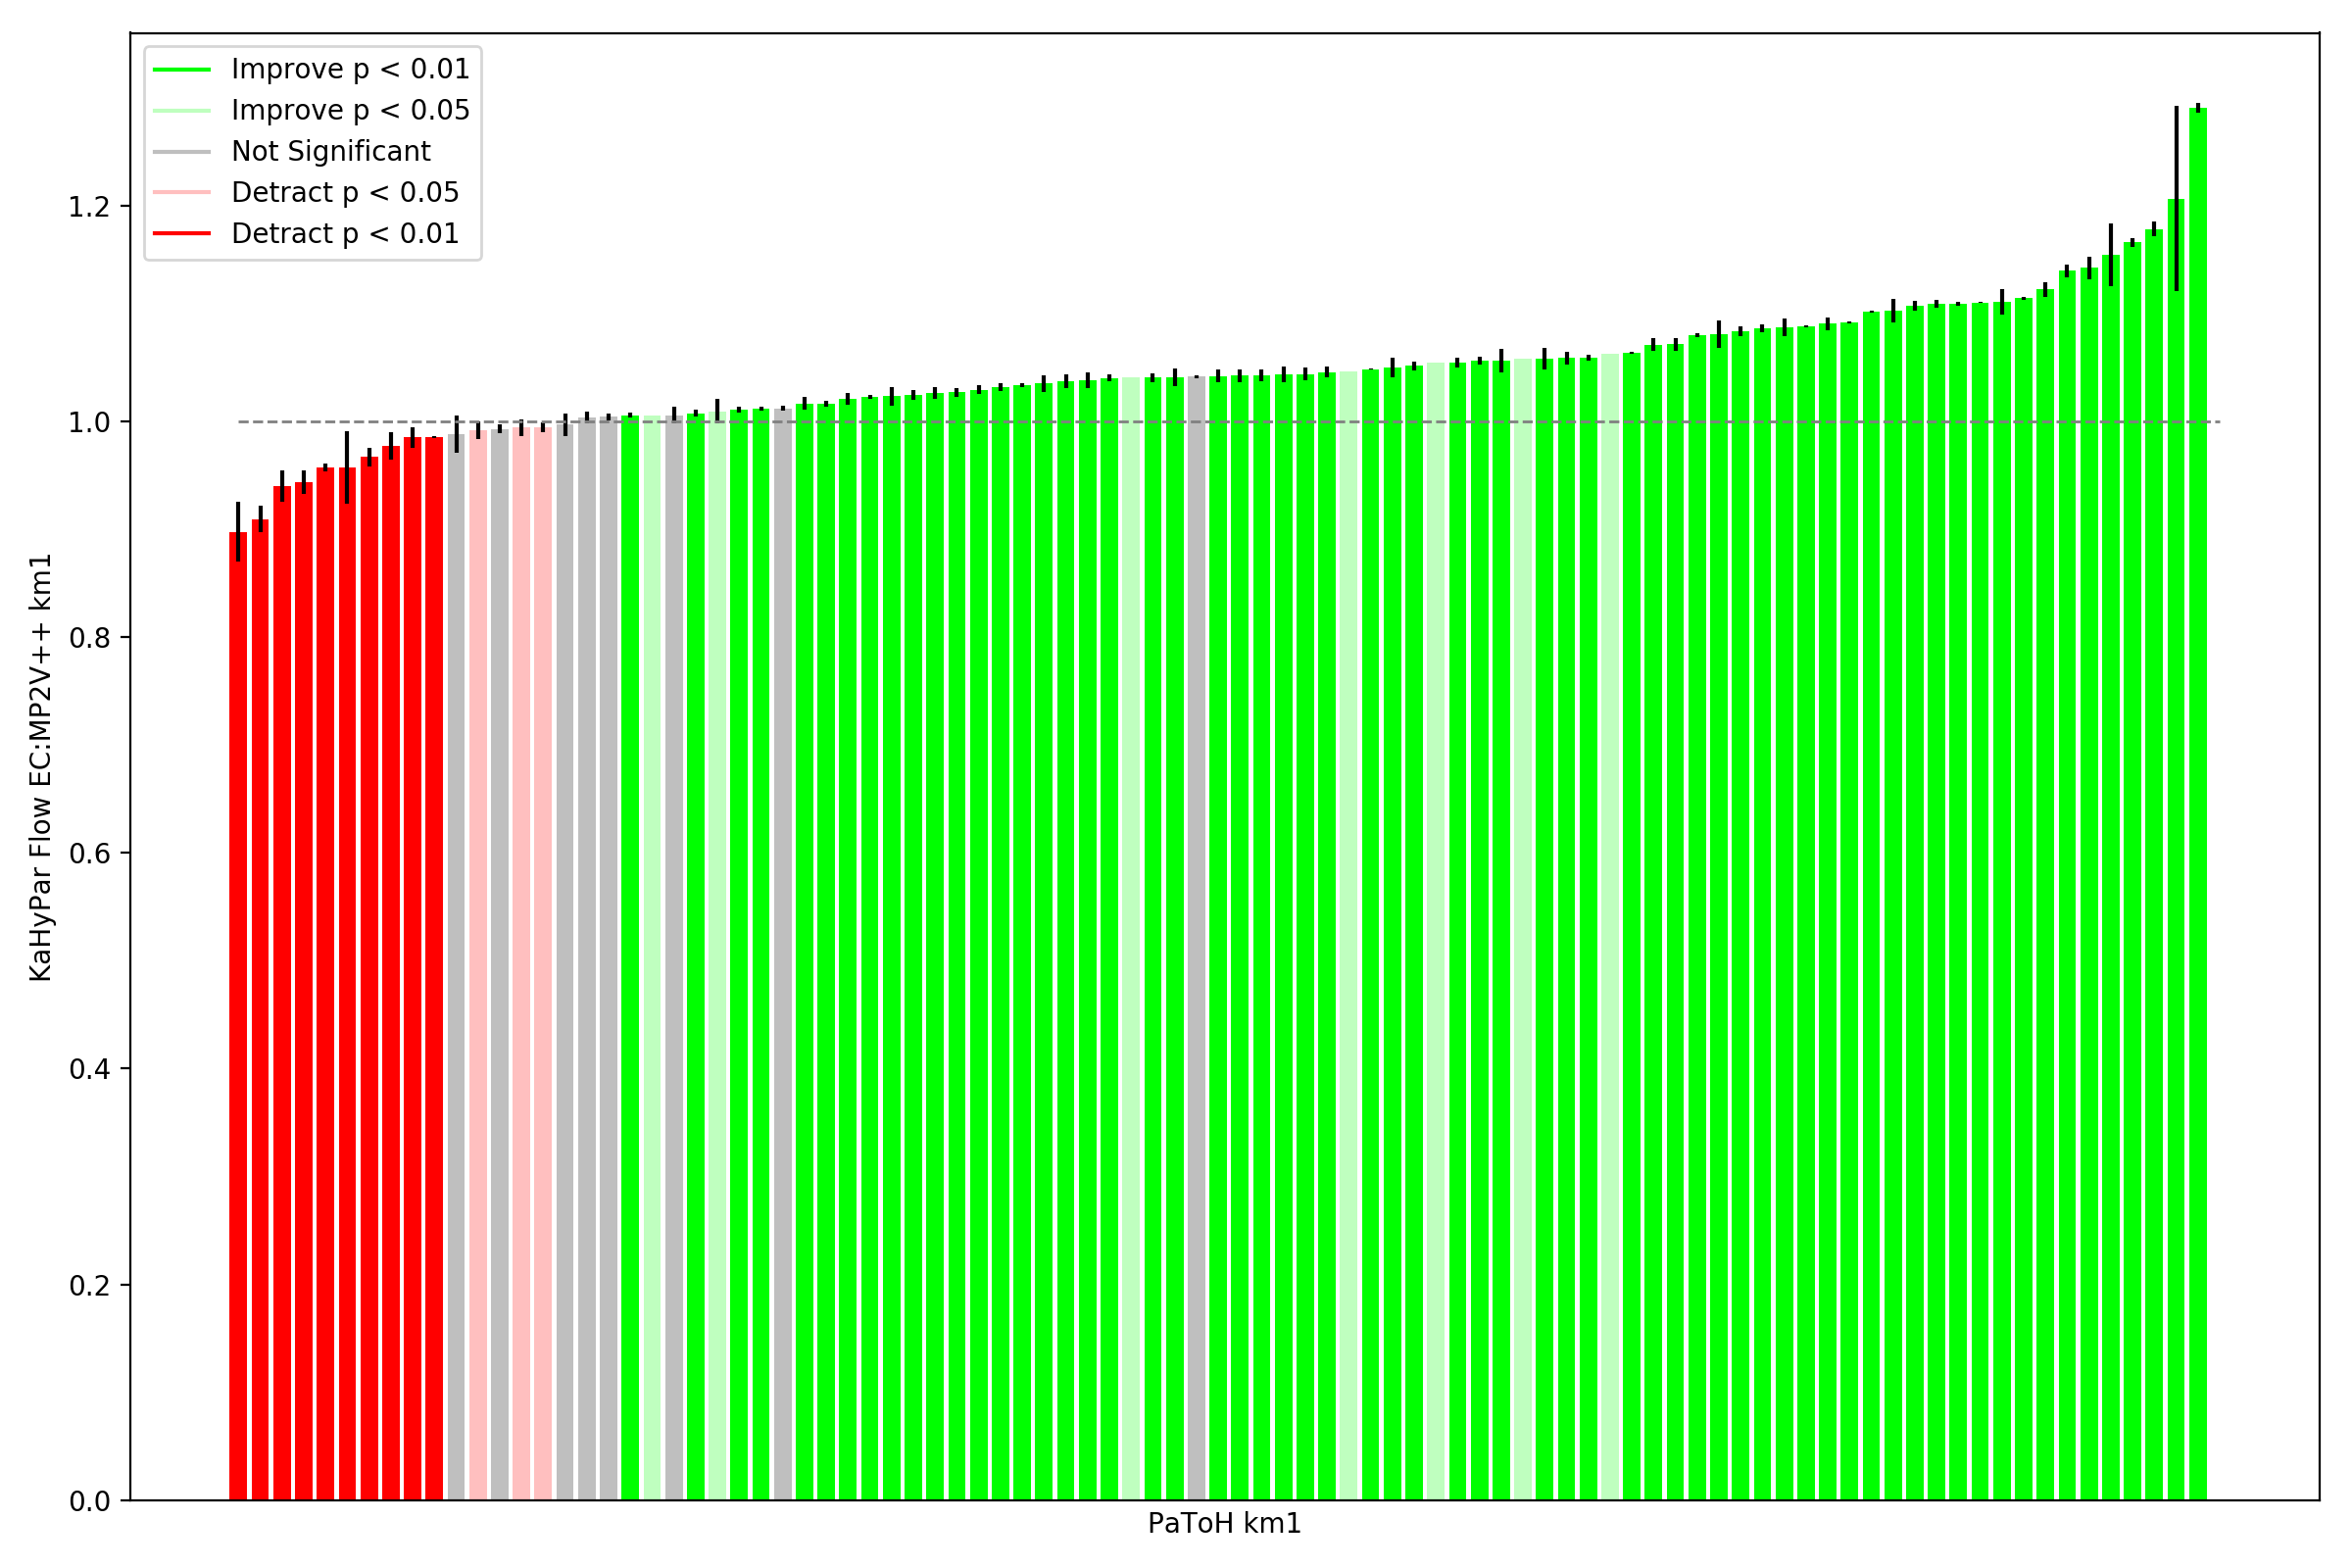 Improve p < 0.01
Improve p < 0.05
Not Significant
Detract p < 0.05
Detract p < 0.01
1.2
1.0
0.8
0.6
0.4
0.2
0.0
KaHyPar Flow EC:MP2V++ km1
PaToH km1